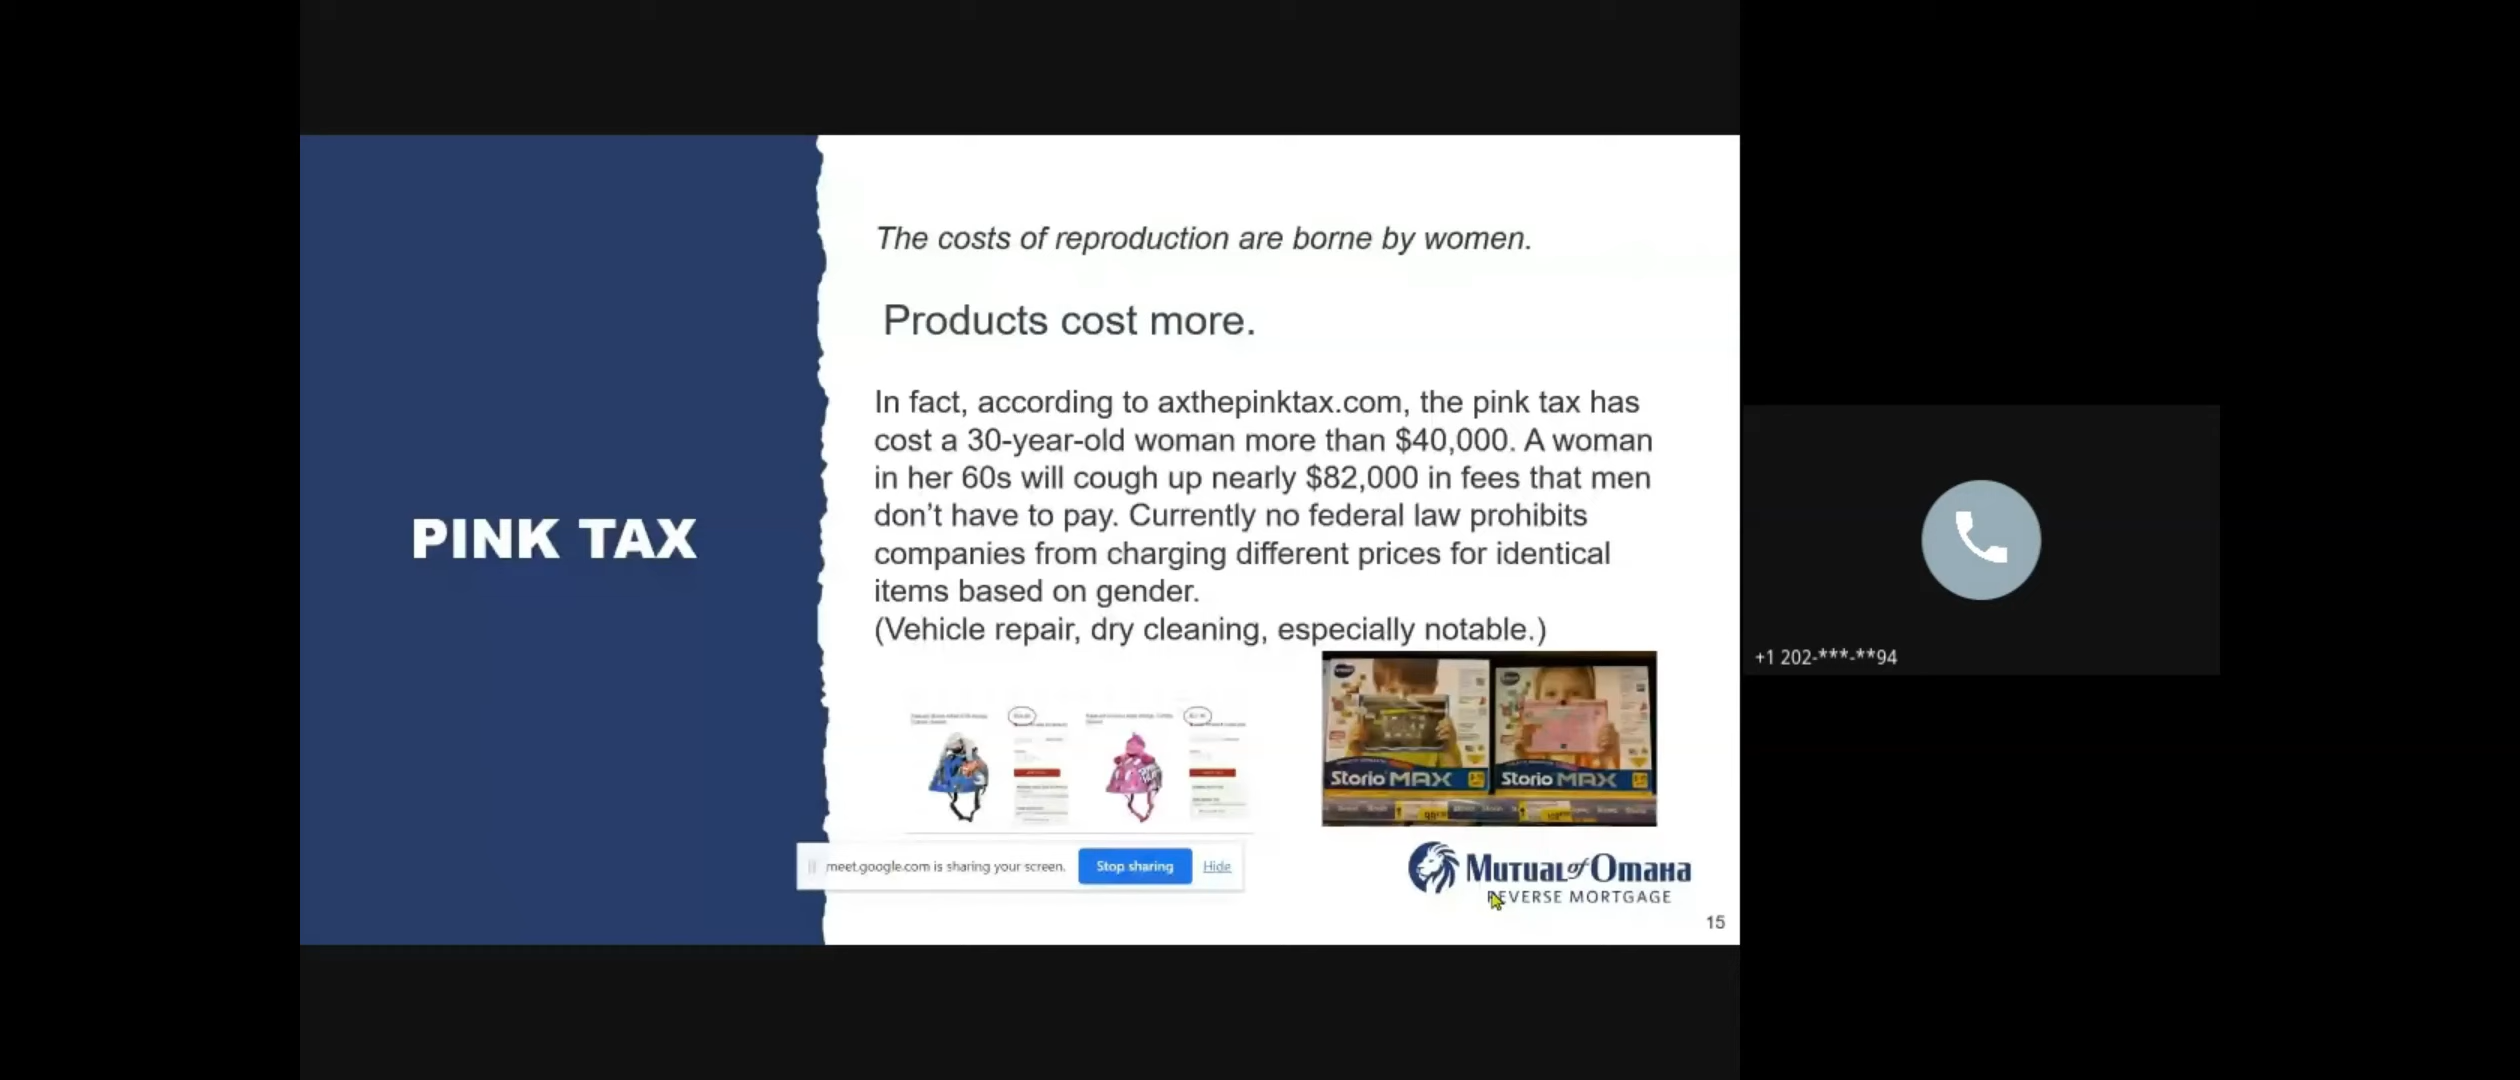 The costs of reproduction are borne by women.
Products cost more.
In fact, according to axthepinktax.com, the pink tax has
cost a 30-year-old woman more than $40,000. A woman
in her 60s will cough up nearly $82,000 in fees that men
don't have to pay. Currently no federal law prohibits
companies from charging different prices for identical
items based on gender.
(Vehicle repair, dry cleaning, especially notable.)
PINK TAX
Storio MAX
Storio MAX
meet.google.com is sharing your screen.
Stop sharing
Hide
Mutual of Omaha
REVERSE MORTGAGE
15
+1 202-***-**94